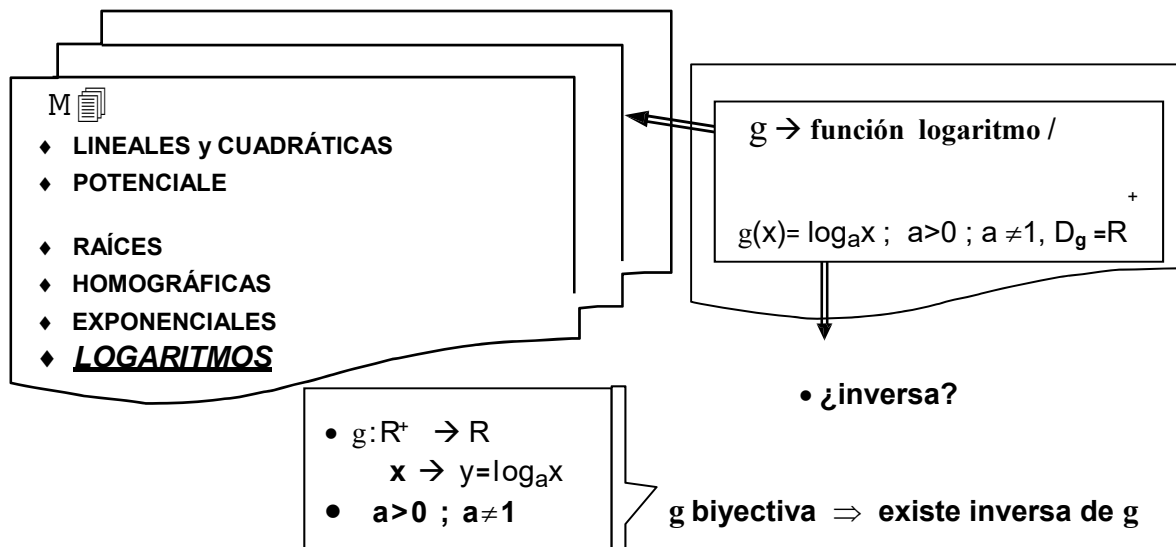 M
♦ LINEALES y CUADRÁTICAS
♦ POTENCIALE
♦ RAÍCES
♦ HOMOGRÁFICAS
♦ EXPONENCIALES
♦ LOGARITMOS
g → función logaritmo /
g(x)= logₐx ; a>0 ; a ≠1, D_g =R⁺
• ¿inversa?
• g:R⁺ → R
x → y=logₐx
• a>0 ; a≠1
g biyectiva ⇒ existe inversa de g